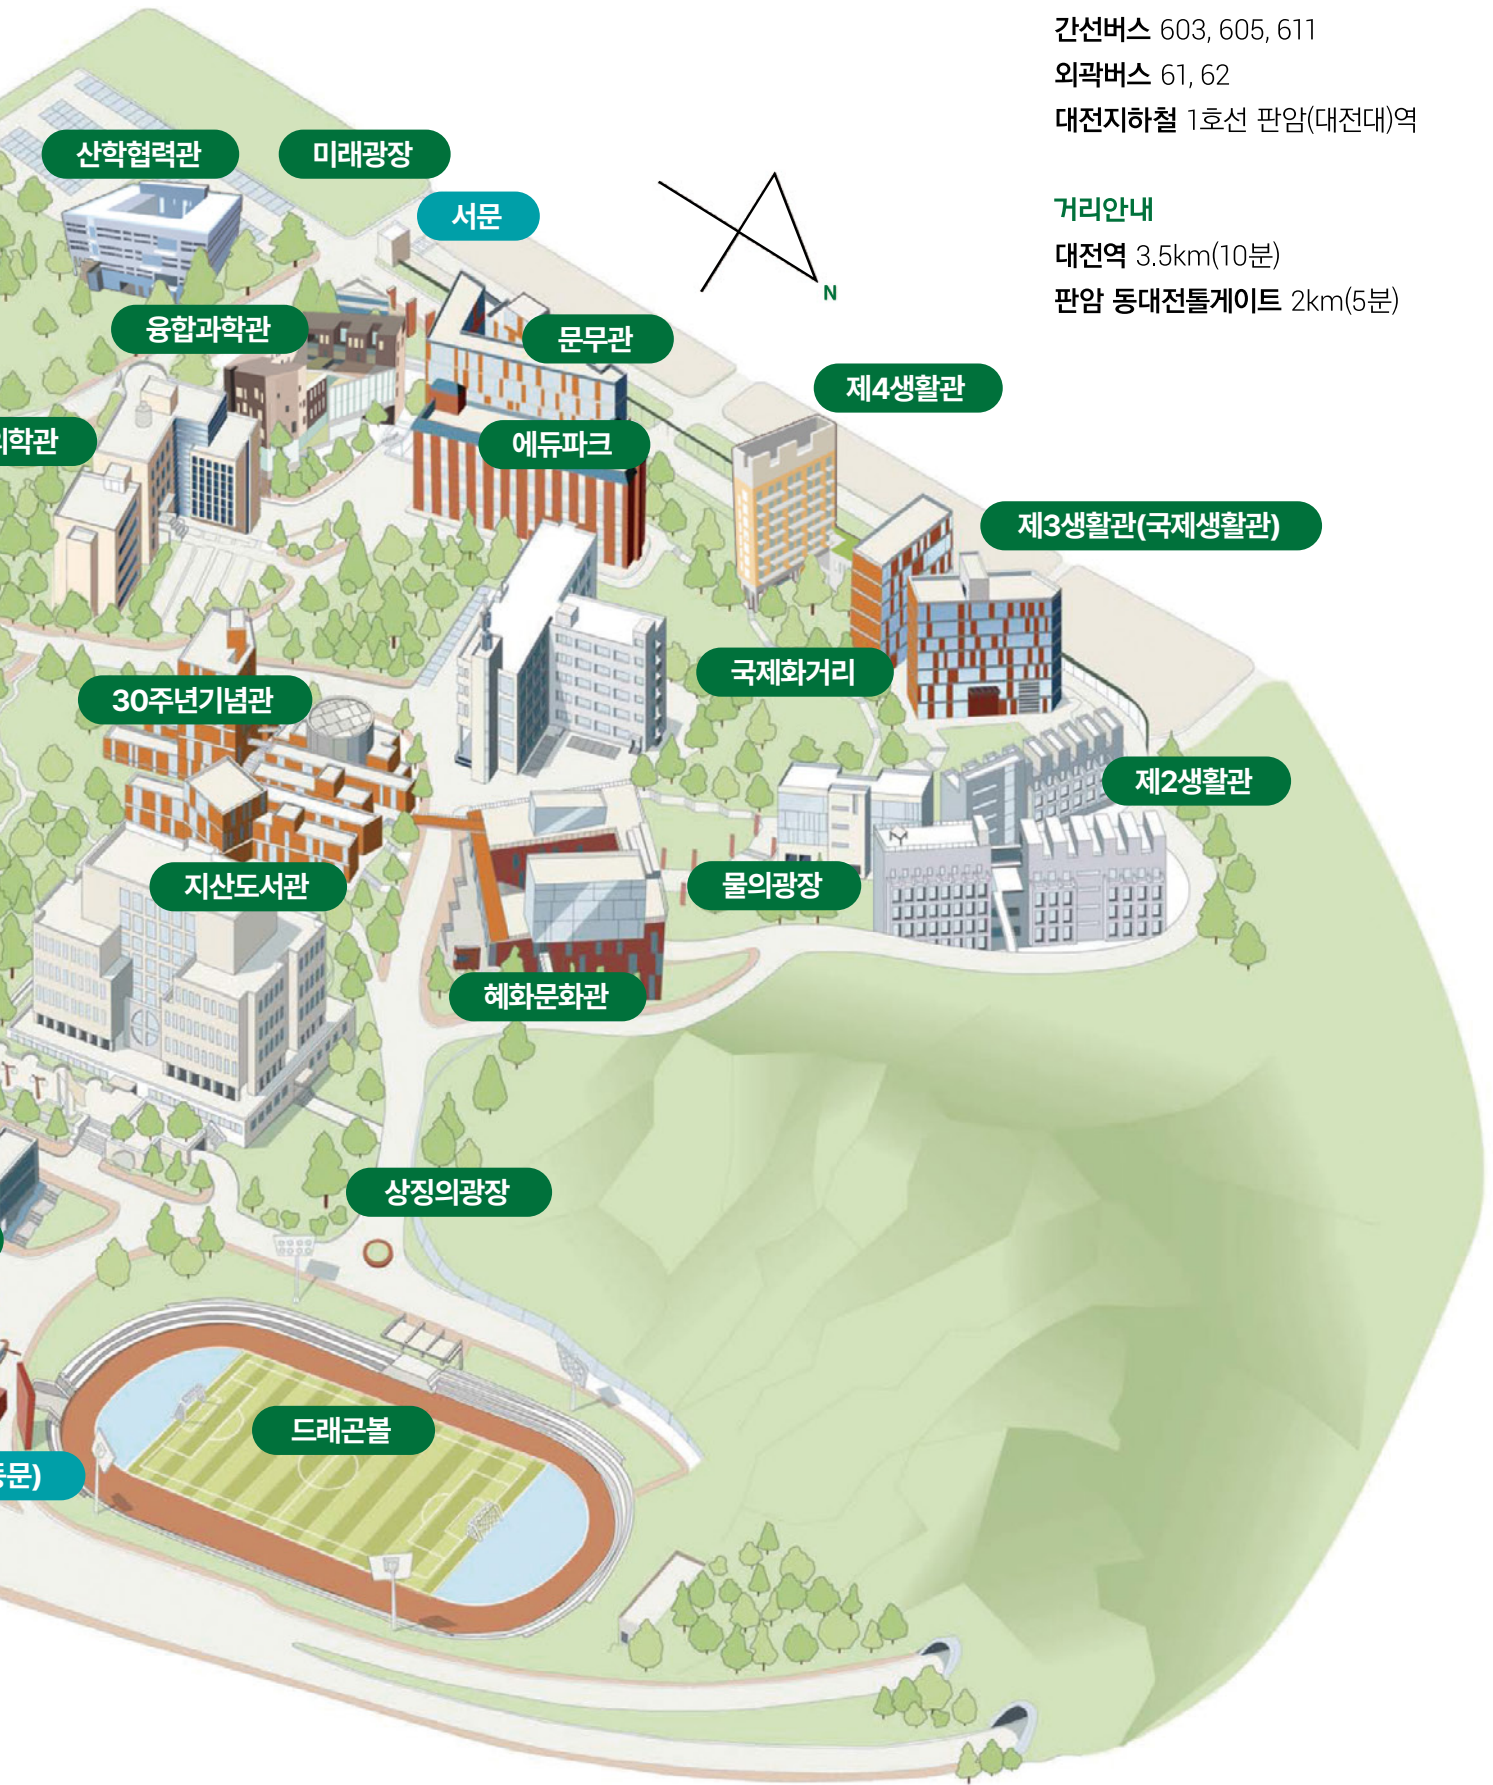 간선버스 603, 605, 611
외곽버스 61, 62
대전지하철 1호선 판암(대전대)역
거리안내
대전역 3.5km(10분)
판암 동대전톨게이트 2km(5분)
산학협력관
미래광장
서문
N
융합과학관
문무관
제4생활관
의학관
에듀파크
제3생활관(국제생활관)
국제화거리
30주년기념관
제2생활관
지산도서관
물의광장
혜화문화관
상징의광장
드래곤볼
동문)